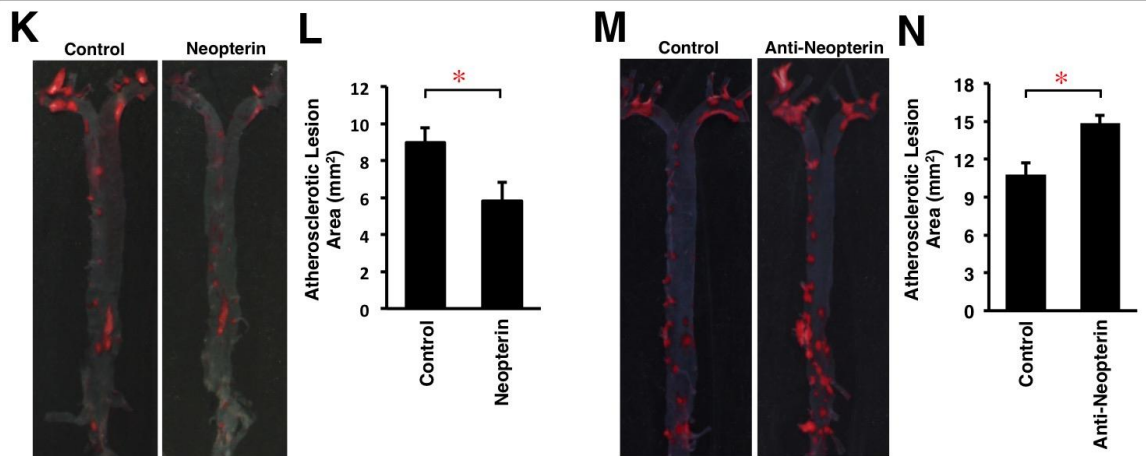 K
Control
Neopterin
L
*
Atherosclerotic Lesion
Area (mm²)
12
10
8
6
4
2
0
Control
Neopterin
M
Control
Anti-Neopterin
N
*
Atherosclerotic Lesion
Area (mm²)
18
15
12
9
6
3
0
Control
Anti-Neopterin